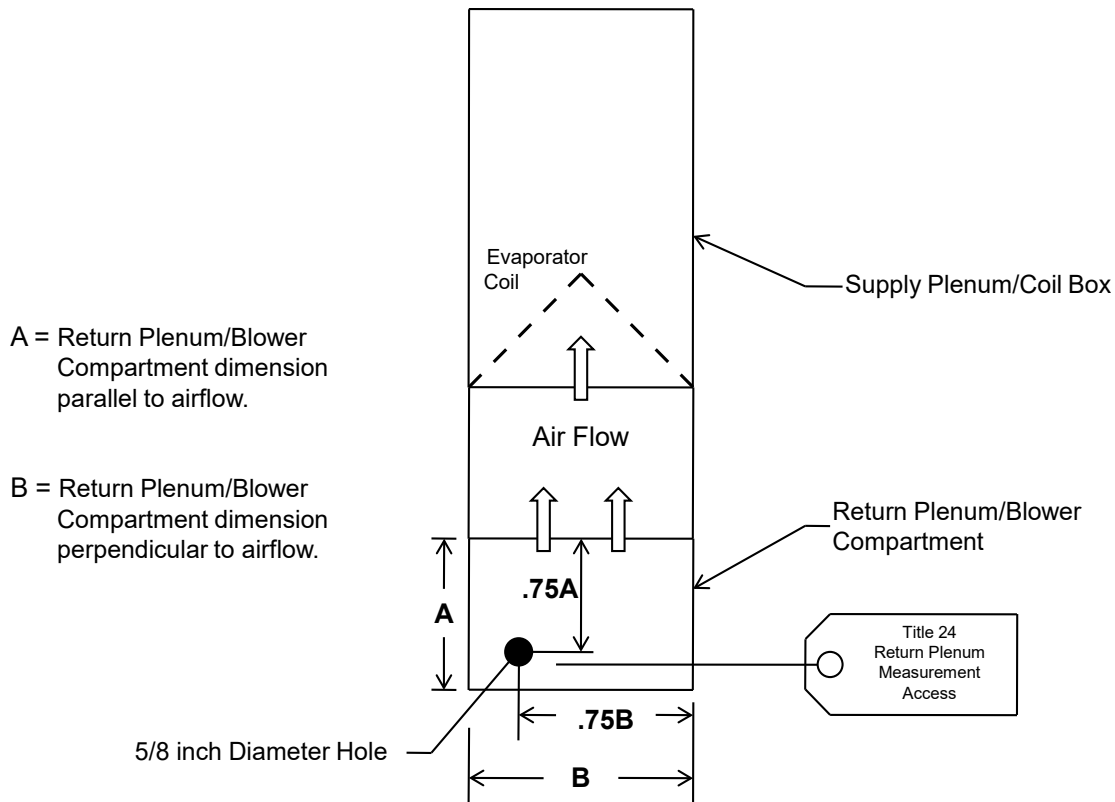 Evaporator
Coil
Supply Plenum/Coil Box
A = Return Plenum/Blower
Compartment dimension
parallel to airflow.
Air Flow
B = Return Plenum/Blower
Compartment dimension
perpendicular to airflow.
Return Plenum/Blower
Compartment
.75A
A
Title 24
Return Plenum
Measurement
Access
.75B
5/8 inch Diameter Hole
B